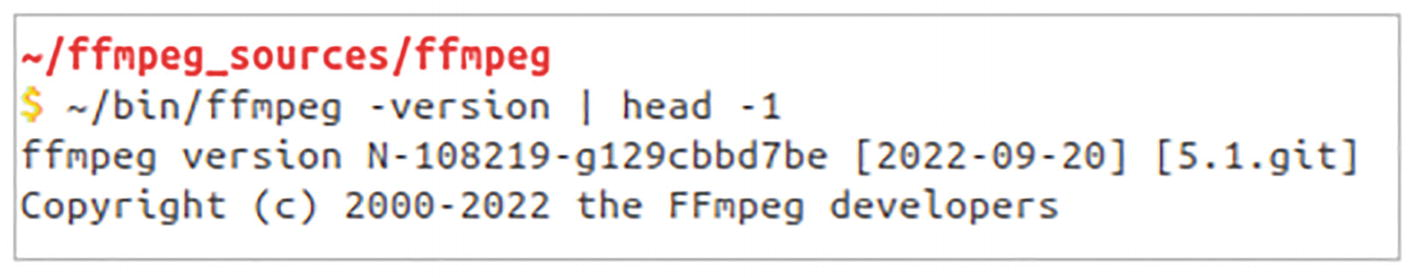 ~/ffmpeg_sources/ffmpeg
$ ~/bin/ffmpeg -version | head -1
ffmpeg version N-108219-g129cbbd7be [2022-09-20] [5.1.git]
Copyright (c) 2000-2022 the FFmpeg developers